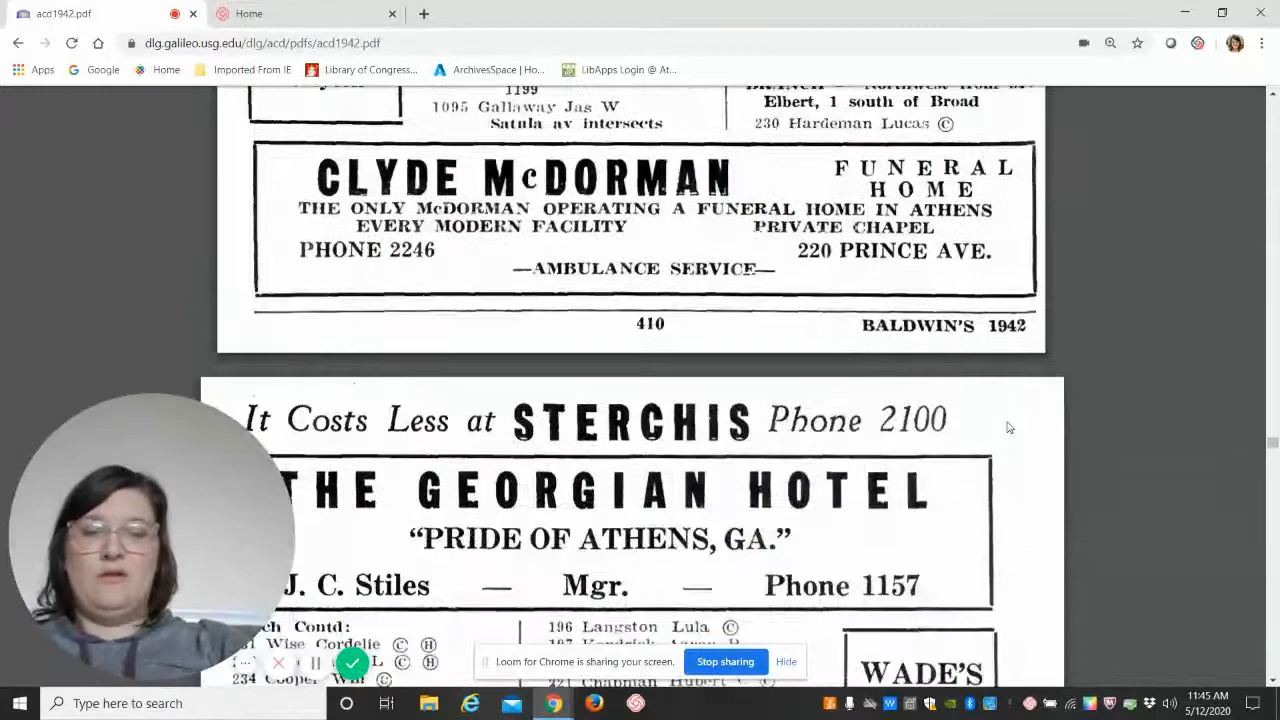 acd1942.pdf
Home
dlg.galileo.usg.edu/dlg/acd/pdfs/acd1942.pdf
Apps
Google
Home
Imported From IE
Library of Congress...
ArchivesSpace | Ho...
LibApps Login @ At...
1199
1095 Gallaway Jas W
Satula av intersects
Elbert, 1 south of Broad
230 Hardeman Lucas Ⓒ
CLYDE McDORMAN
FUNERAL
HOME
THE ONLY McDORMAN OPERATING A FUNERAL HOME IN ATHENS
EVERY MODERN FACILITY PRIVATE CHAPEL
PHONE 2246
220 PRINCE AVE.
—AMBULANCE SERVICE—
410
BALDWIN'S 1942
It Costs Less at STERCHIS Phone 2100
THE GEORGIAN HOTEL
“PRIDE OF ATHENS, GA.”
J. C. Stiles — Mgr. — Phone 1157
Contd:
Wise Cordelie Ⓒ Ⓗ
L Ⓒ Ⓗ
234 Cooper Ⓒ
196 Langston Lula Ⓒ
221 Chapman Hubert C Ⓒ
WADE'S
Loom for Chrome is sharing your screen.
Stop sharing
Hide
Type here to search
11:45 AM
5/12/2020